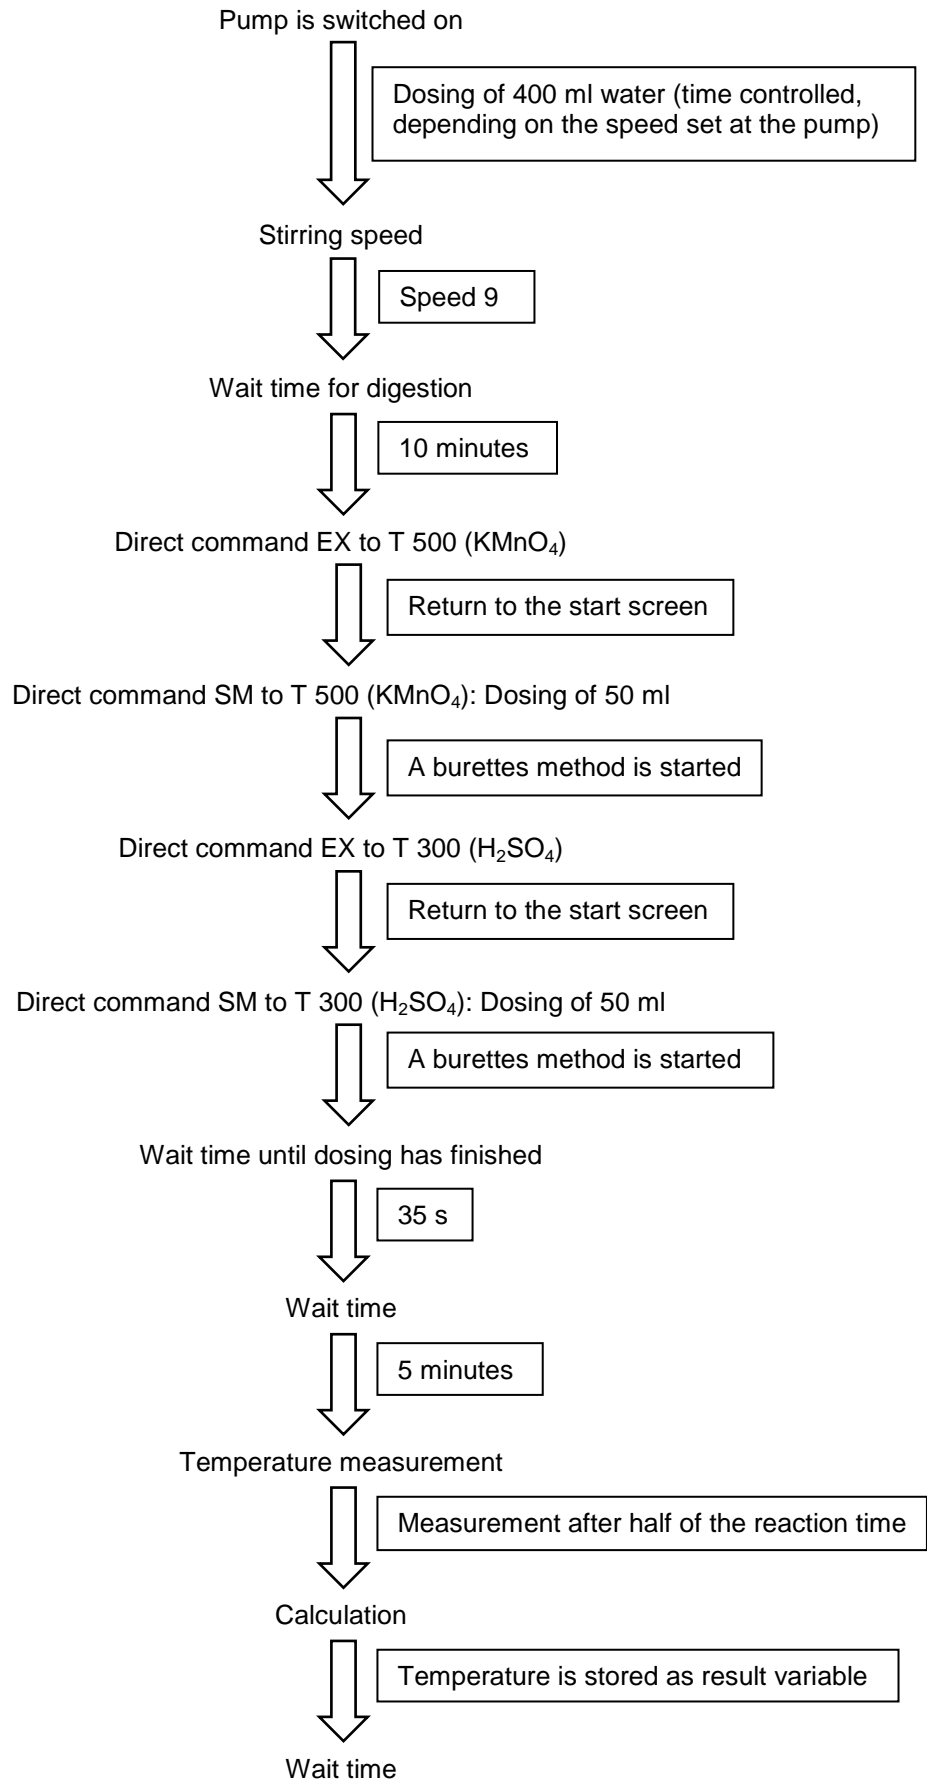 Pump is switched on
Dosing of 400 ml water (time controlled,
depending on the speed set at the pump)
Stirring speed
Speed 9
Wait time for digestion
10 minutes
Direct command EX to T 500 (KMnO₄)
Return to the start screen
Direct command SM to T 500 (KMnO₄): Dosing of 50 ml
A burettes method is started
Direct command EX to T 300 (H₂SO₄)
Return to the start screen
Direct command SM to T 300 (H₂SO₄): Dosing of 50 ml
A burettes method is started
Wait time until dosing has finished
35 s
Wait time
5 minutes
Temperature measurement
Measurement after half of the reaction time
Calculation
Temperature is stored as result variable
Wait time